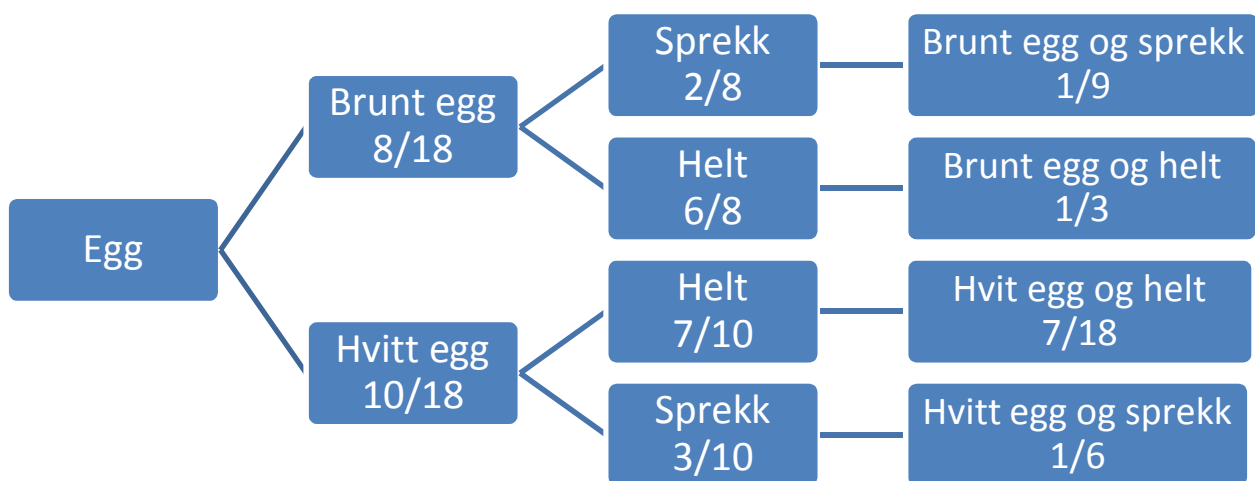 Egg
Brunt egg
8/18
Hvitt egg
10/18
Sprekk
2/8
Helt
6/8
Helt
7/10
Sprekk
3/10
Brunt egg og sprekk
1/9
Brunt egg og helt
1/3
Hvit egg og helt
7/18
Hvitt egg og sprekk
1/6